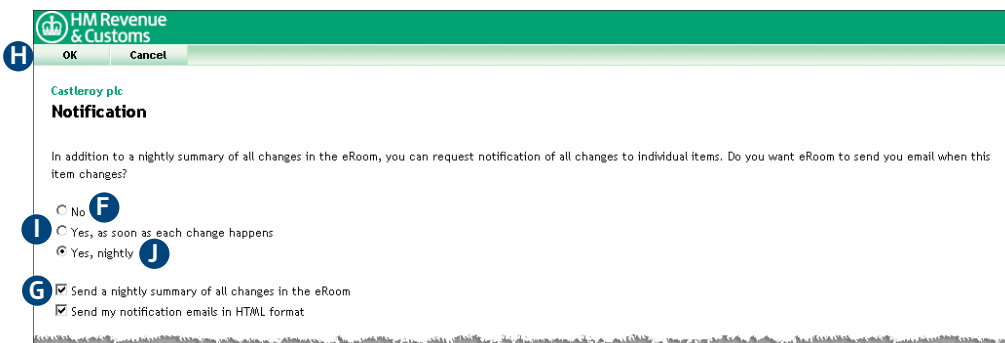 HM Revenue
& Customs
H
OK Cancel
Castleroy plc
Notification
In addition to a nightly summary of all changes in the eRoom, you can request notification of all changes to individual items. Do you want eRoom to send you email when this
item changes?
No F
I Yes, as soon as each change happens
Yes, nightly J
G Send a nightly summary of all changes in the eRoom
Send my notification emails in HTML format